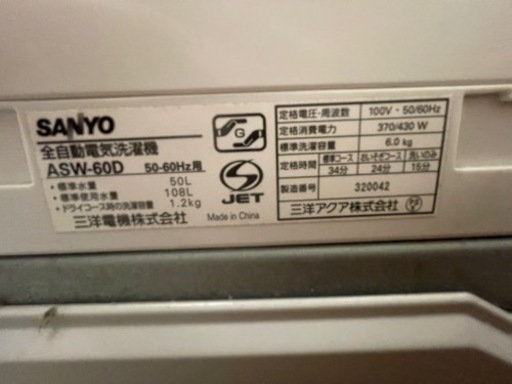 SANYO
全自動電気洗濯機
ASW-60D 50-60Hz用
・標準水量 50L
・標準使用水量 108L
・ドライコース時の洗濯容量 1.2kg
三洋電機株式会社
G
JET
Made in China
定格電圧・周波数 100V・50/60Hz
定格消費電力 370/430 W
標準洗濯容量 6.0 kg
定格時間 標準コース おいそぎコース 洗いのみ
34分 24分 15分
製造番号 320042
三洋アクア株式会社